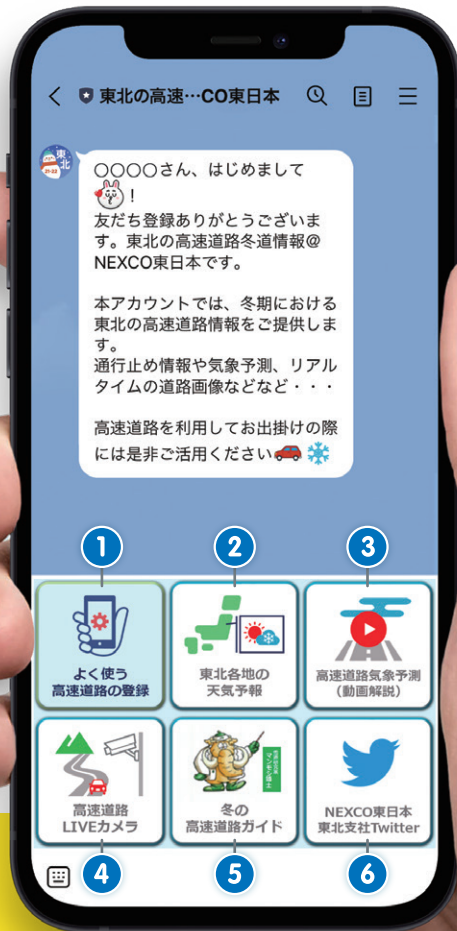 東北の高速…CO東日本
東北
21-22
○○○○さん、はじめまして
！
友だち登録ありがとうございま
す。東北の高速道路冬道情報@
NEXCO東日本です。
本アカウントでは、冬期における
東北の高速道路情報をご提供しま
す。
通行止め情報や気象予測、リアル
タイムの道路画像などなど・・・
高速道路を利用してお出掛けの際
には是非ご活用ください
1
2
3
よく使う
高速道路の登録
東北各地の
天気予報
高速道路気象予測
（動画解説）
高速道路
LIVEカメラ
マンモシ博士
冬の
高速道路ガイド
NEXCO東日本
東北支社Twitter
4
5
6